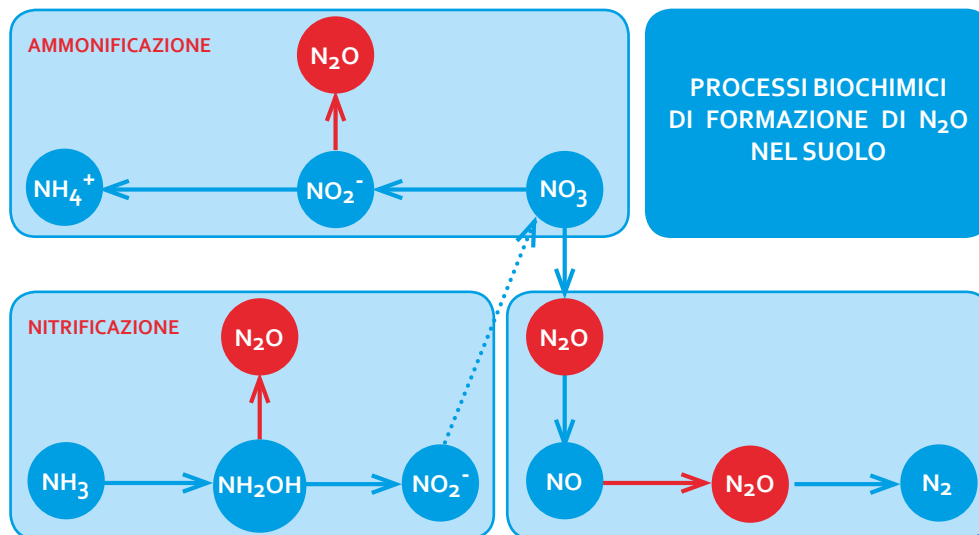 AMMONIFICAZIONE
N₂O
NH₄⁺
NO₂⁻
NO₃
PROCESSI BIOCHIMICI
DI FORMAZIONE DI N₂O
NEL SUOLO
NITRIFICAZIONE
N₂O
NH₃
NH₂OH
NO₂⁻
N₂O
NO
N₂O
N₂